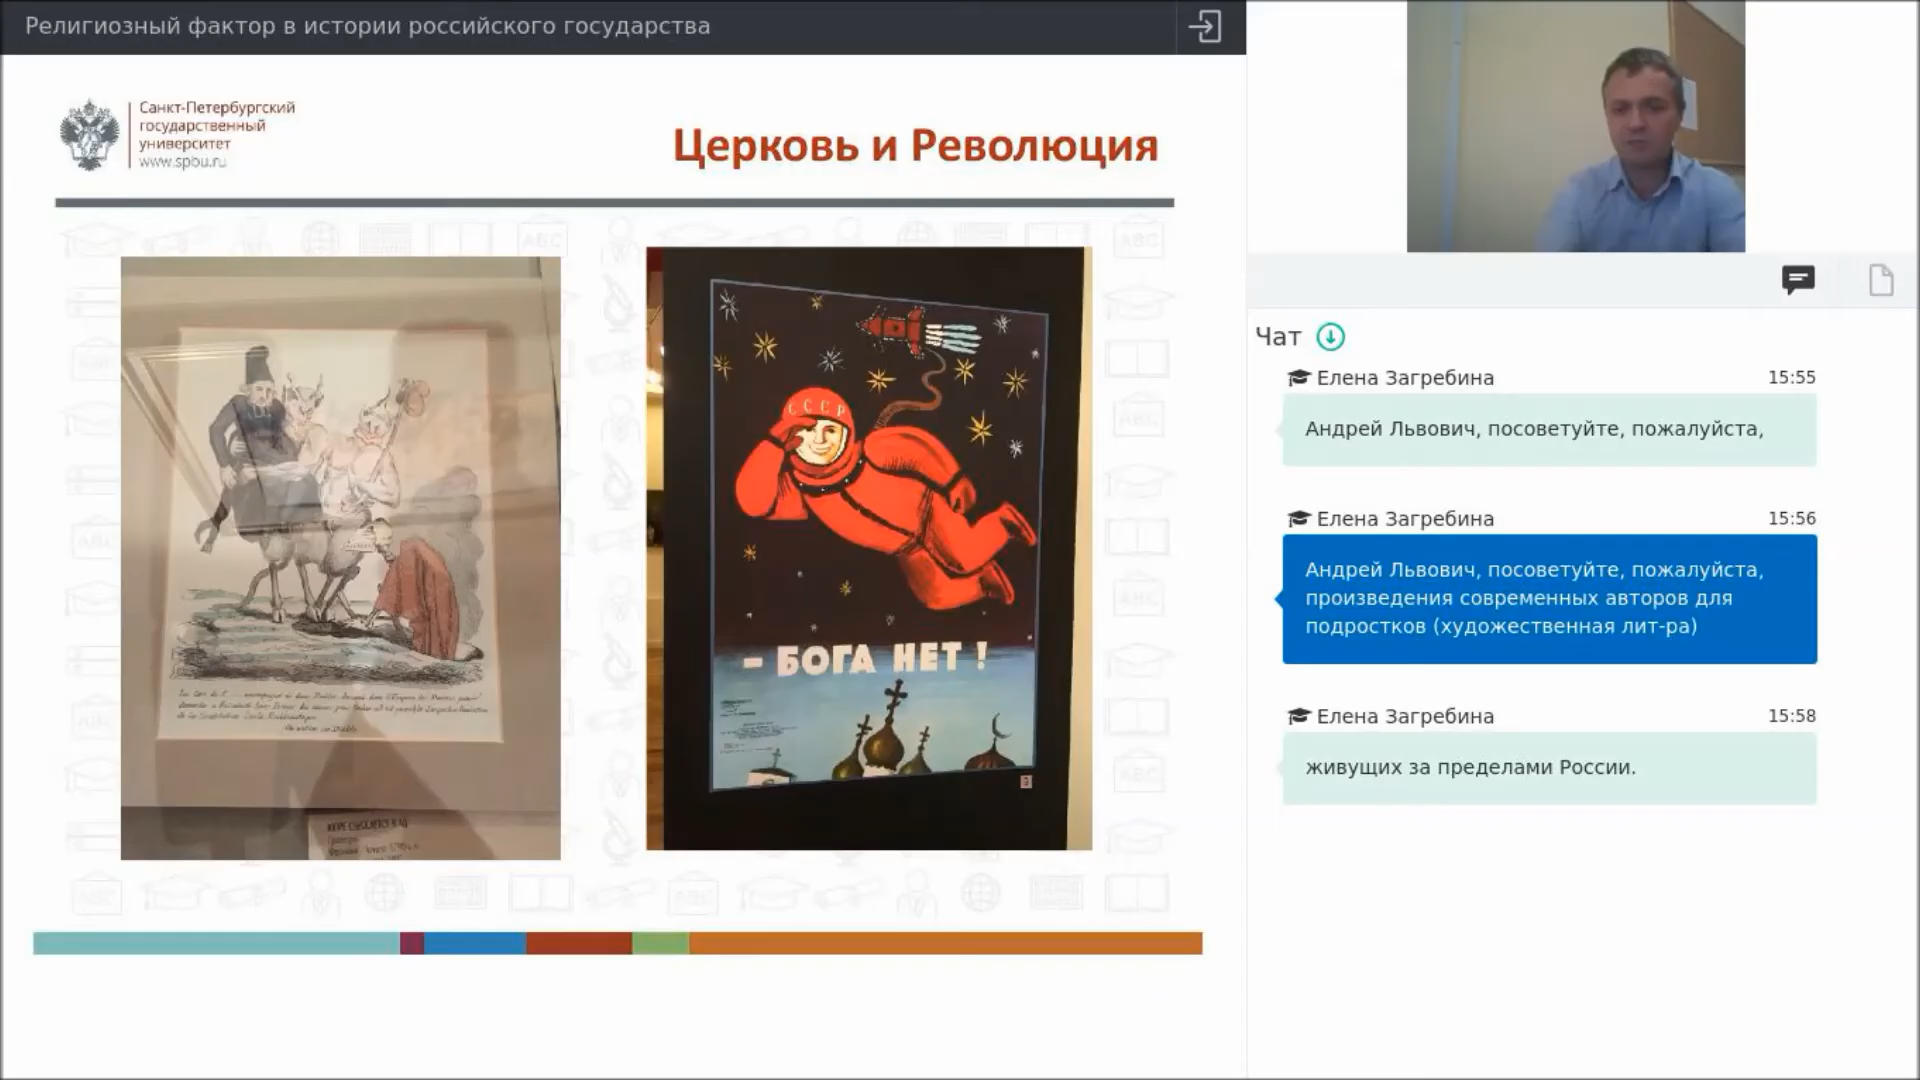 Религиозный фактор в истории российского государства
Санкт-Петербургский
государственный
университет
www.spbu.ru
Церковь и Революция
СССР
- БОГА НЕТ !
Чат
Елена Загребина 15:55
Андрей Львович, посоветуйте, пожалуйста,
Елена Загребина 15:56
Андрей Львович, посоветуйте, пожалуйста,
произведения современных авторов для
подростков (художественная лит-ра)
Елена Загребина 15:58
живущих за пределами России.